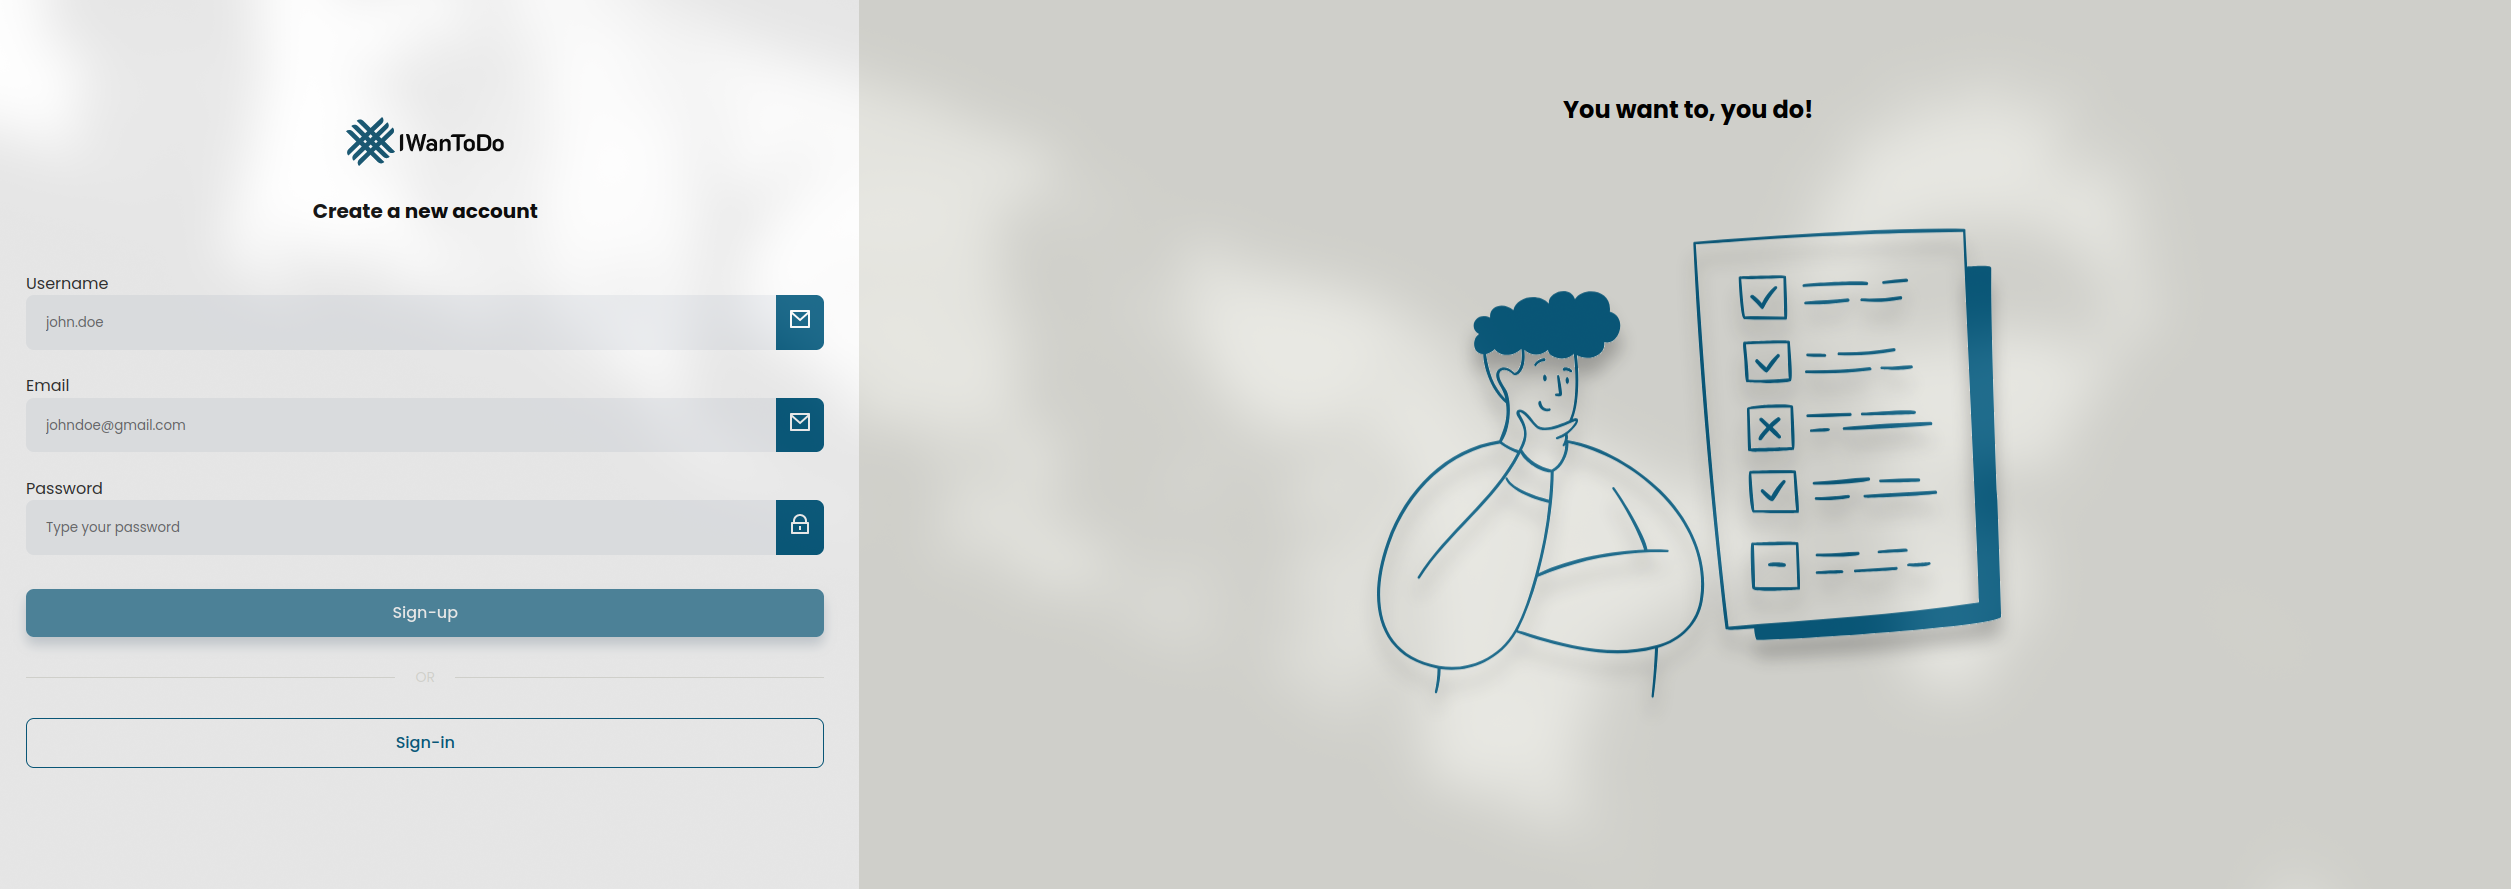 IWanToDo
Create a new account
Username
john.doe
Email
johndoe@gmail.com
Password
Type your password
Sign-up
OR
Sign-in
You want to, you do!